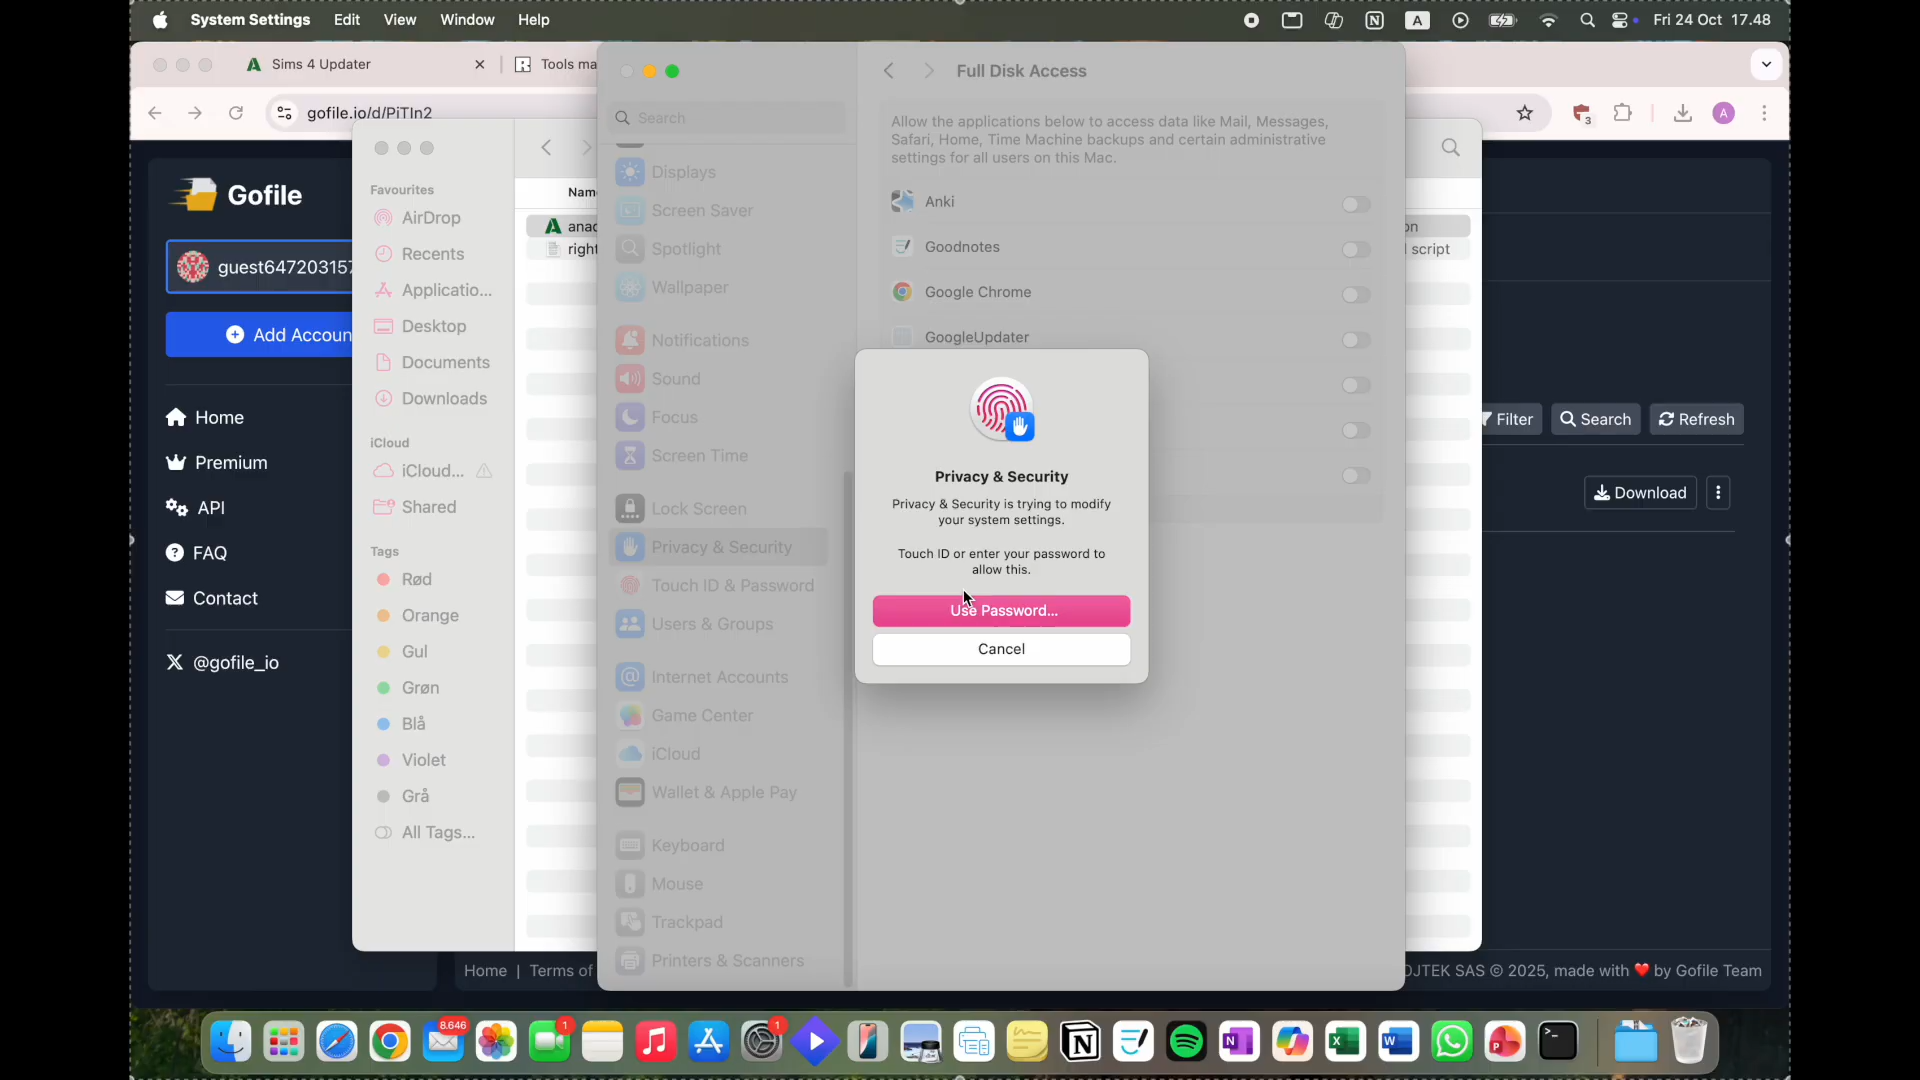 System Settings Edit View Window Help
A
Fri 24 Oct 17.48
Sims 4 Updater
Tools ma
gofile.io/d/PiTIn2
3
A
Full Disk Access
Search
Allow the applications below to access data like Mail, Messages,
Safari, Home, Time Machine backups and certain administrative
settings for all users on this Mac.
Gofile
guest647203157
Add Accoun
Home
Premium
API
FAQ
Contact
@gofile_io
Favourites
AirDrop
Recents
Applicatio...
Desktop
Documents
Downloads
iCloud
iCloud...
Shared
Tags
Rød
Orange
Gul
Grøn
Blå
Violet
Grå
All Tags...
Nam
anad
right
on
script
Displays
Screen Saver
Spotlight
Wallpaper
Notifications
Sound
Focus
Screen Time
Lock Screen
Privacy & Security
Touch ID & Password
Users & Groups
Internet Accounts
Game Center
iCloud
Wallet & Apple Pay
Keyboard
Mouse
Trackpad
Printers & Scanners
Anki
Goodnotes
Google Chrome
GoogleUpdater
Privacy & Security
Privacy & Security is trying to modify
your system settings.
Touch ID or enter your password to
allow this.
Use Password...
Cancel
Filter
Search
Refresh
Download
Home | Terms of
OJTEK SAS © 2025, made with ❤ by Gofile Team
8.646
1
1